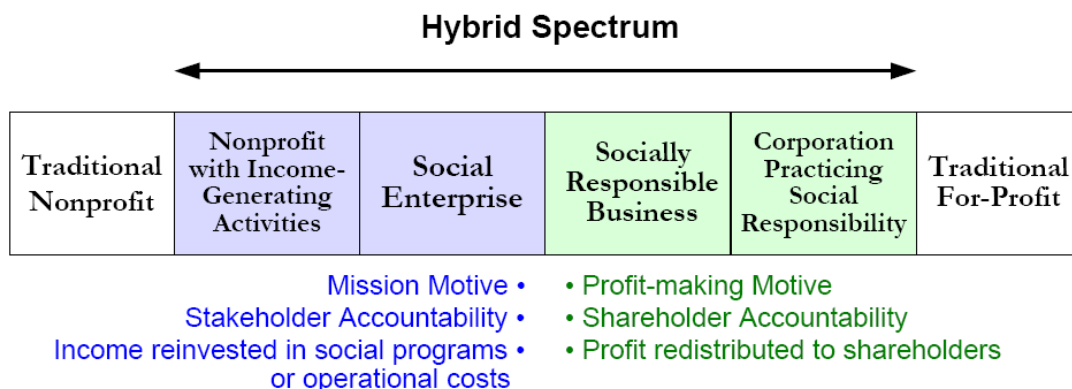 Hybrid Spectrum
Traditional
Nonprofit
Nonprofit
with Income-
Generating
Activities
Social
Enterprise
Socially
Responsible
Business
Corporation
Practicing
Social
Responsibility
Traditional
For-Profit
Mission Motive •
Stakeholder Accountability •
Income reinvested in social programs •
or operational costs
• Profit-making Motive
• Shareholder Accountability
• Profit redistributed to shareholders